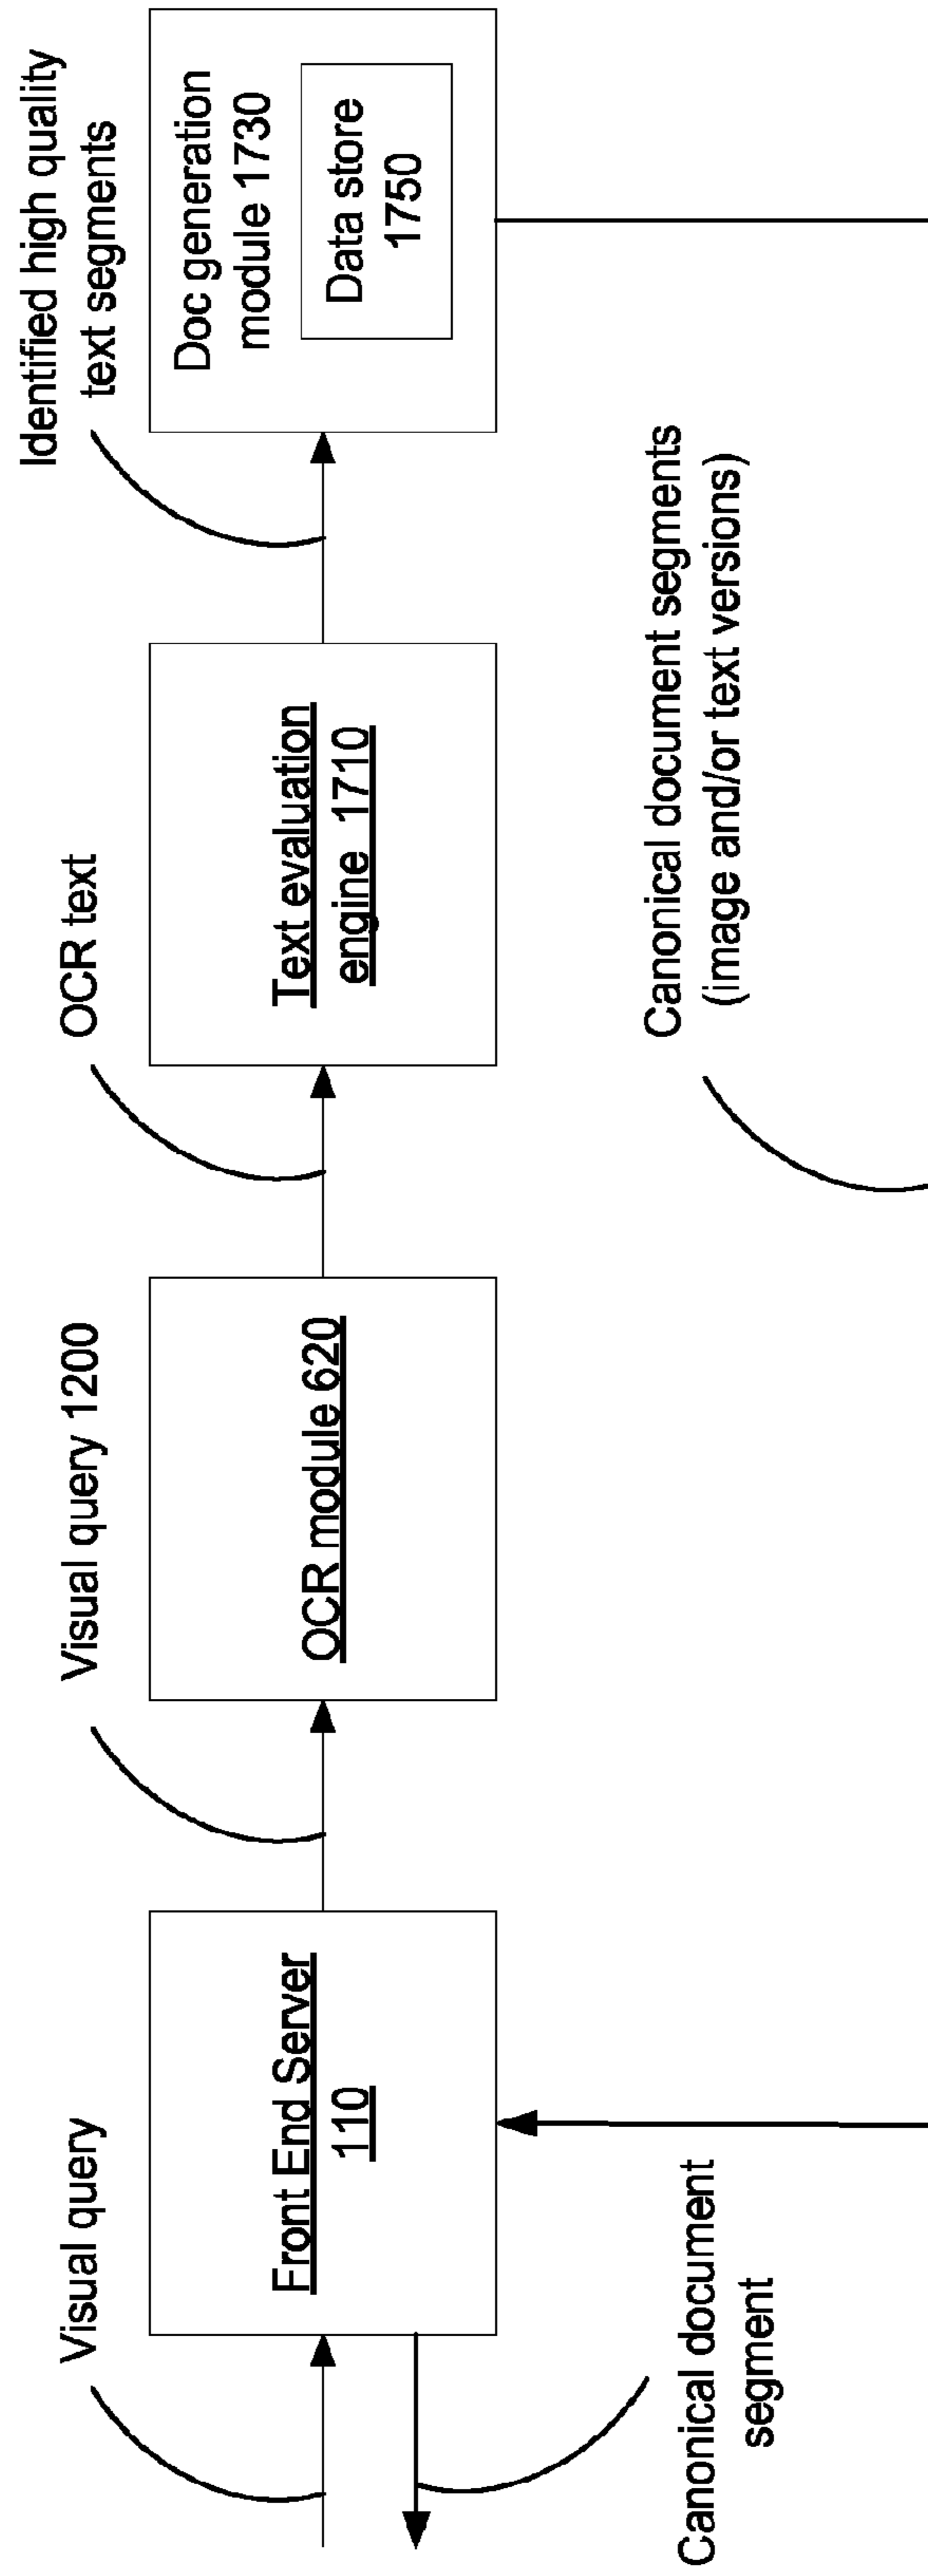 Visual query
Front End Server
110
Canonical document
segment
Visual query 1200
OCR module 620
OCR text
Text evaluation
engine 1710
Identified high quality
text segments
Doc generation
module 1730
Data store
1750
Canonical document segments
(image and/or text versions)